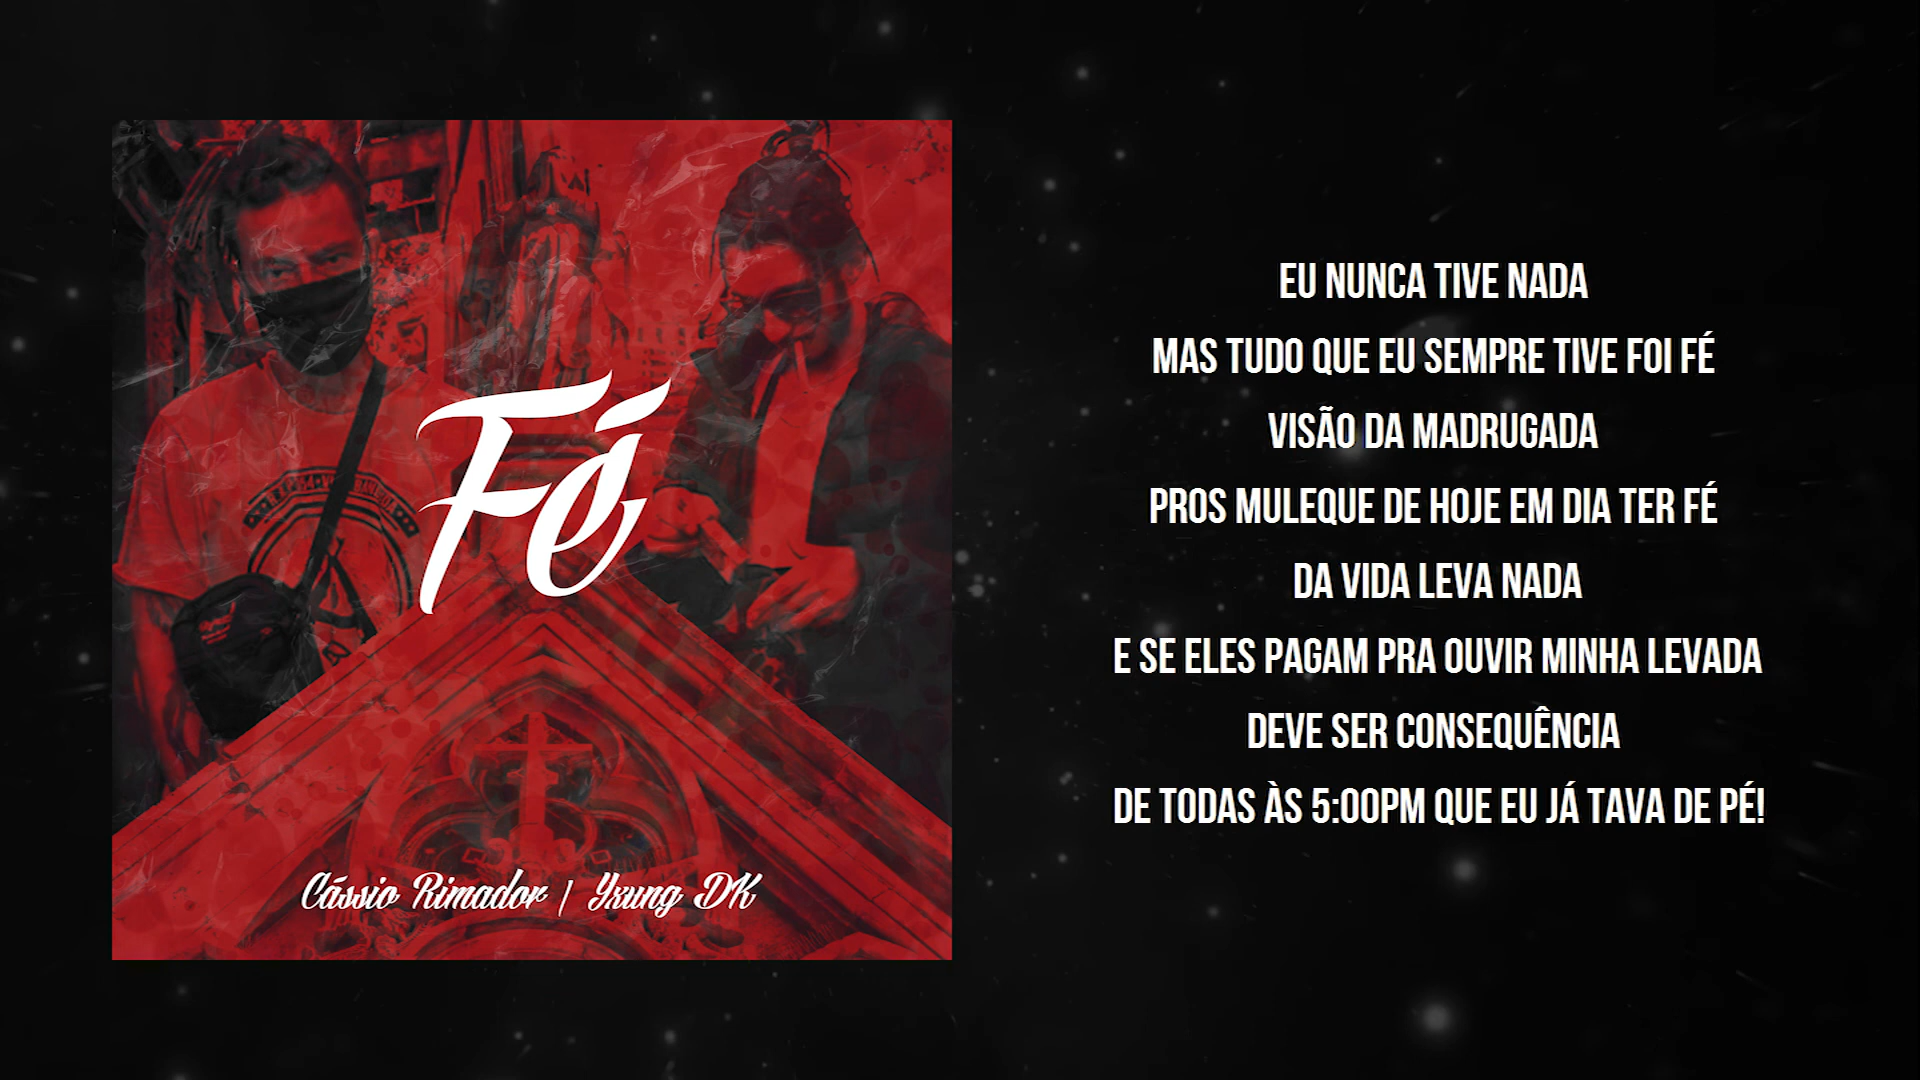 Fé
Cássio Rimador | Yxung DK
EU NUNCA TIVE NADA
MAS TUDO QUE EU SEMPRE TIVE FOI FÉ
VISÃO DA MADRUGADA
PROS MULEQUE DE HOJE EM DIA TER FÉ
DA VIDA LEVA NADA
E SE ELES PAGAM PRA OUVIR MINHA LEVADA
DEVE SER CONSEQUÊNCIA
DE TODAS ÀS 5:00PM QUE EU JÁ TAVA DE PÉ!